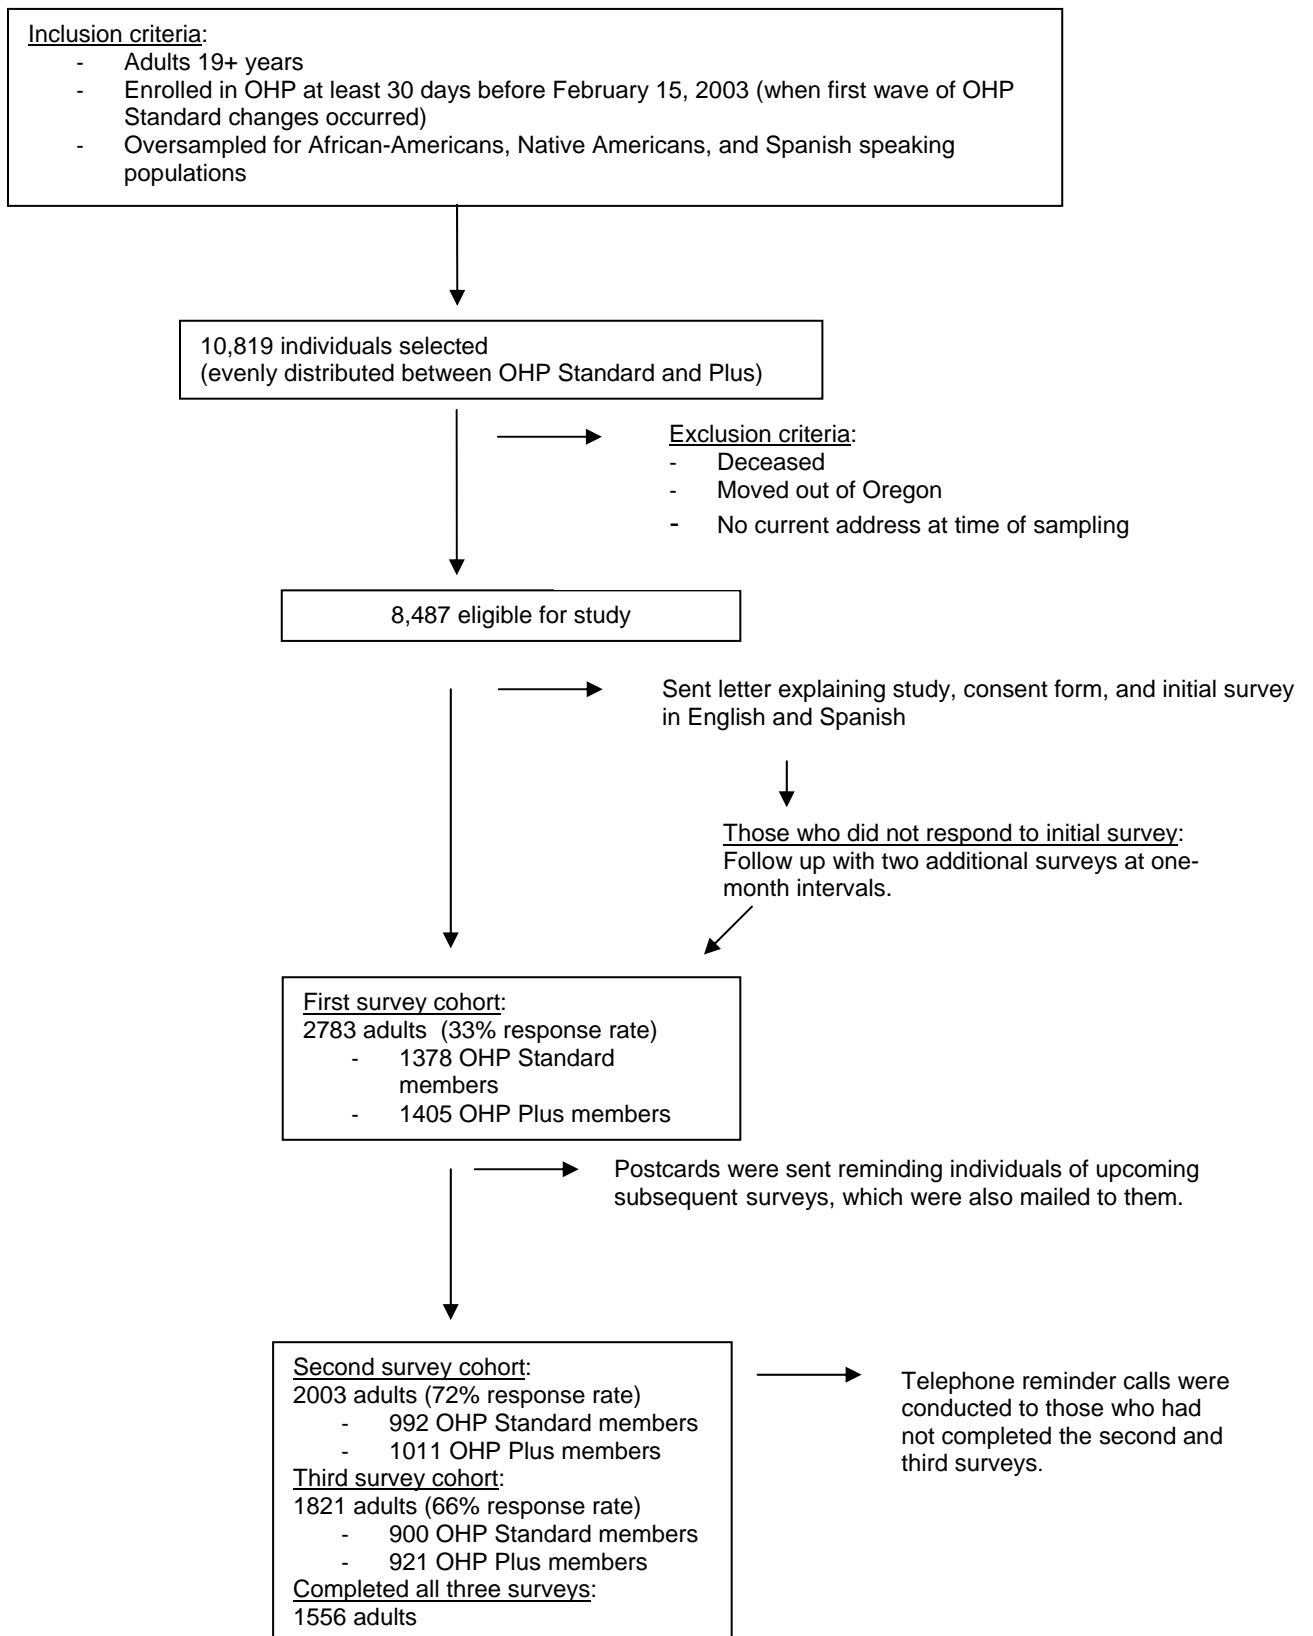 Inclusion criteria:
- Adults 19+ years
- Enrolled in OHP at least 30 days before February 15, 2003 (when first wave of OHP
Standard changes occurred)
- Oversampled for African-Americans, Native Americans, and Spanish speaking
populations
10,819 individuals selected
(evenly distributed between OHP Standard and Plus)
Exclusion criteria:
- Deceased
- Moved out of Oregon
- No current address at time of sampling
8,487 eligible for study
Sent letter explaining study, consent form, and initial survey
in English and Spanish
Those who did not respond to initial survey:
Follow up with two additional surveys at one-
month intervals.
First survey cohort:
2783 adults (33% response rate)
- 1378 OHP Standard
members
- 1405 OHP Plus members
Postcards were sent reminding individuals of upcoming
subsequent surveys, which were also mailed to them.
Second survey cohort:
2003 adults (72% response rate)
- 992 OHP Standard members
- 1011 OHP Plus members
Third survey cohort:
1821 adults (66% response rate)
- 900 OHP Standard members
- 921 OHP Plus members
Completed all three surveys:
1556 adults
Telephone reminder calls were
conducted to those who had
not completed the second and
third surveys.